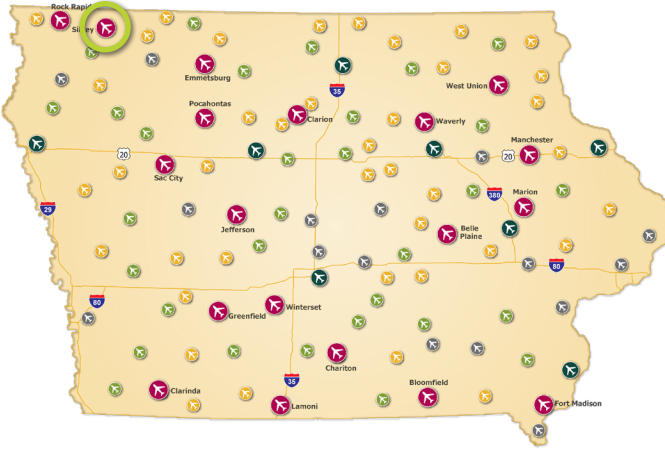 Rock Rapids
Emmetsburg
35
West Union
Pocahontas
Clarion
Waverly
20
Manchester
20
Sac City
380
Marion
29
Jefferson
Belle
Plaine
80
80
Greenfield
Winterset
Chariton
35
Clarinda
Lamoni
Bloomfield
Fort Madison